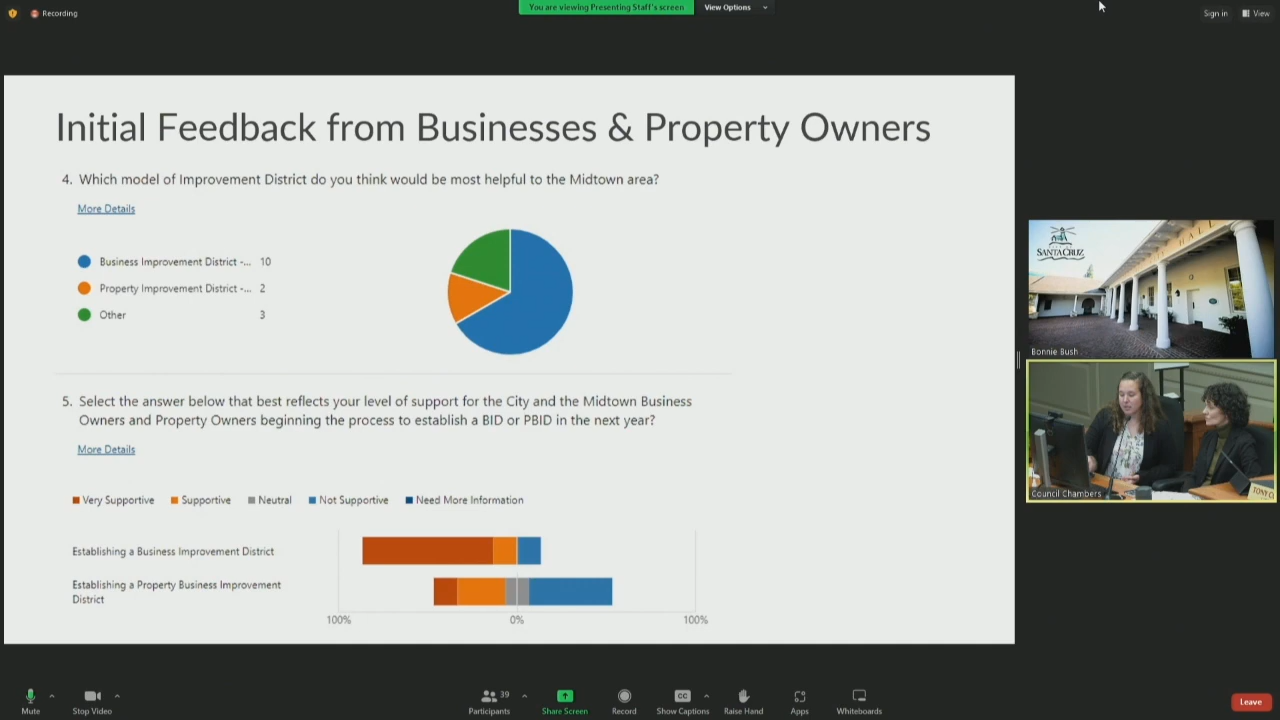 Recording
You are viewing Presenting Staff's screen
View Options
Sign in
View
Initial Feedback from Businesses & Property Owners
4. Which model of Improvement District do you think would be most helpful to the Midtown area?
More Details
Business Improvement District -... 10
Property Improvement District -... 2
Other 3
5. Select the answer below that best reflects your level of support for the City and the Midtown Business
Owners and Property Owners beginning the process to establish a BID or PBID in the next year?
More Details
Very Supportive
Supportive
Neutral
Not Supportive
Need More Information
Establishing a Business Improvement District
Establishing a Property Business Improvement
District
100%
0%
100%
SANTA CRUZ
HALL
Bonnie Bush
Council Chambers
TONY
Mute
Stop Video
Participants
39
Share Screen
Record
CC
Show Captions
Raise Hand
Apps
Whiteboards
Leave